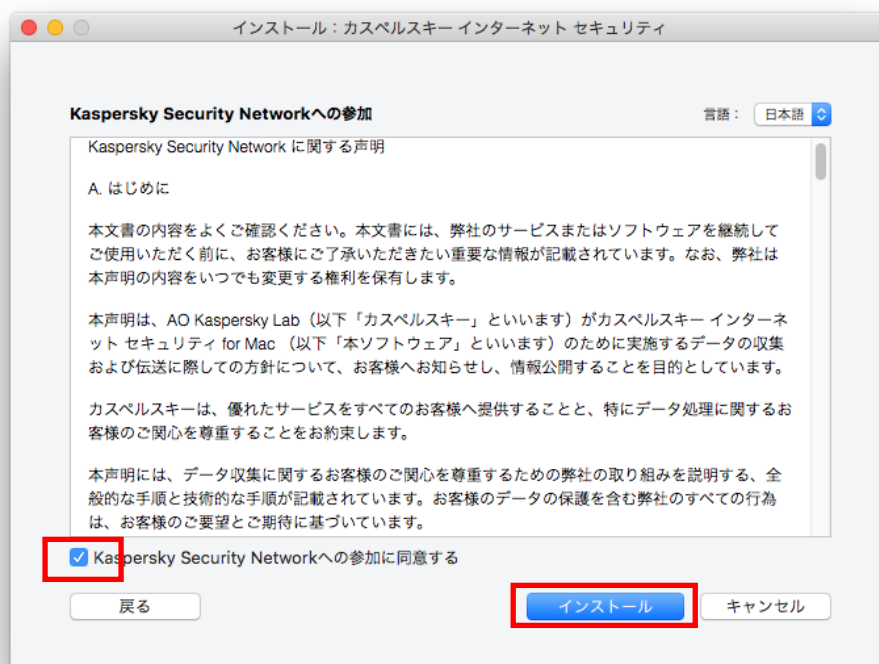 インストール：カスペルスキー インターネット セキュリティ
Kaspersky Security Networkへの参加
言語： 日本語
Kaspersky Security Network に関する声明
A. はじめに
本文書の内容をよくご確認ください。本文書には、弊社のサービスまたはソフトウェアを継続して
ご使用いただく前に、お客様にご了承いただきたい重要な情報が記載されています。なお、弊社は
本声明の内容をいつでも変更する権利を保有します。
本声明は、AO Kaspersky Lab（以下「カスペルスキー」といいます）がカスペルスキー インターネ
ット セキュリティ for Mac （以下「本ソフトウェア」といいます）のために実施するデータの収集
および伝送に際しての方針について、お客様へお知らせし、情報公開することを目的としています。
カスペルスキーは、優れたサービスをすべてのお客様へ提供することと、特にデータ処理に関するお
客様のご関心を尊重することをお約束します。
本声明には、データ収集に関するお客様のご関心を尊重するための弊社の取り組みを説明する、全
般的な手順と技術的な手順が記載されています。お客様のデータの保護を含む弊社のすべての行為
は、お客様のご要望とご期待に基づいています。
Kaspersky Security Networkへの参加に同意する
戻る
インストール
キャンセル